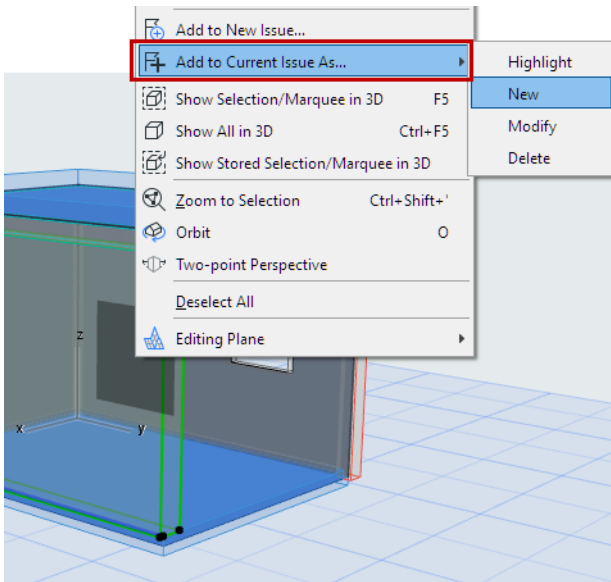 Add to New Issue...
Add to Current Issue As...
Highlight
New
Modify
Delete
Show Selection/Marquee in 3D F5
Show All in 3D Ctrl+F5
Show Stored Selection/Marquee in 3D
Zoom to Selection Ctrl+Shift+'
Orbit O
Two-point Perspective
Deselect All
Editing Plane
z
x y